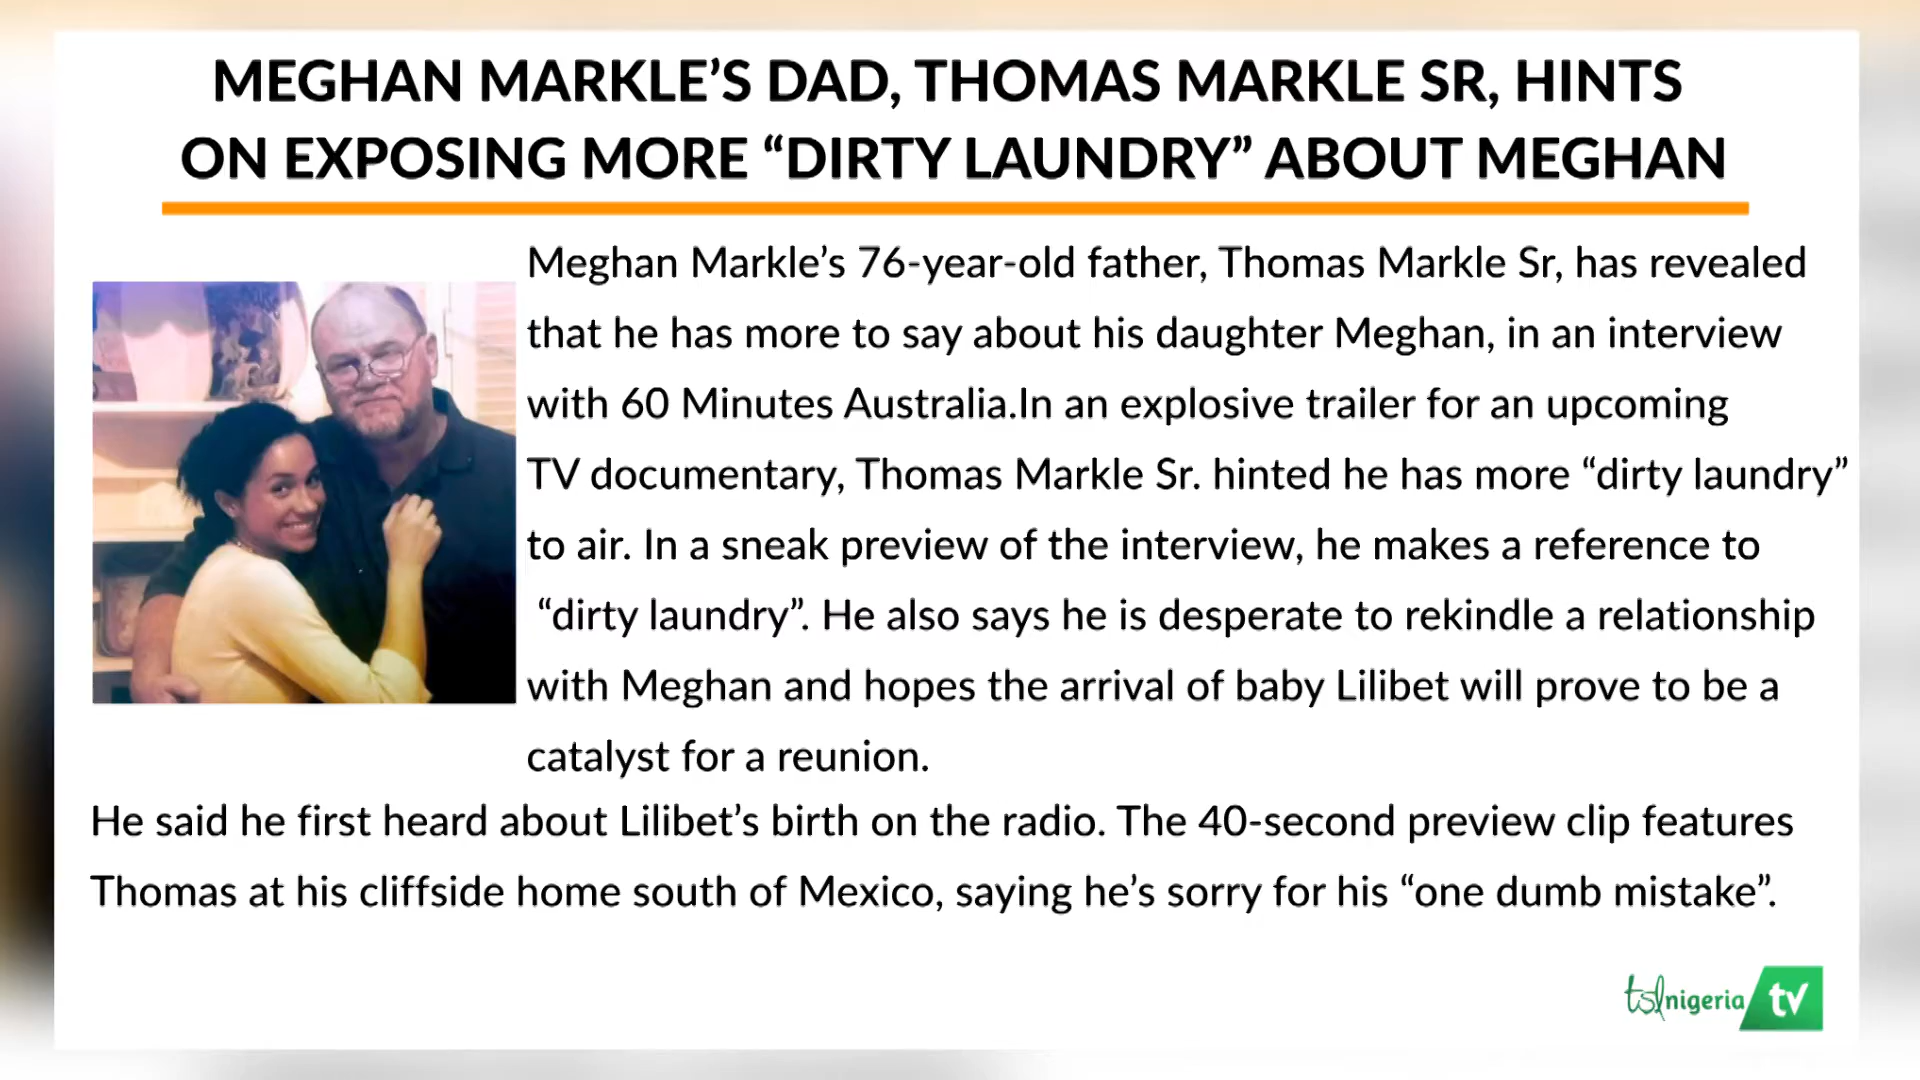 MEGHAN MARKLE’S DAD, THOMAS MARKLE SR, HINTS
ON EXPOSING MORE “DIRTY LAUNDRY” ABOUT MEGHAN
Meghan Markle’s 76-year-old father, Thomas Markle Sr, has revealed
that he has more to say about his daughter Meghan, in an interview
with 60 Minutes Australia.In an explosive trailer for an upcoming
TV documentary, Thomas Markle Sr. hinted he has more “dirty laundry”
to air. In a sneak preview of the interview, he makes a reference to
“dirty laundry”. He also says he is desperate to rekindle a relationship
with Meghan and hopes the arrival of baby Lilibet will prove to be a
catalyst for a reunion.
He said he first heard about Lilibet’s birth on the radio. The 40-second preview clip features
Thomas at his cliffside home south of Mexico, saying he’s sorry for his “one dumb mistake”.
tslnigeria tv